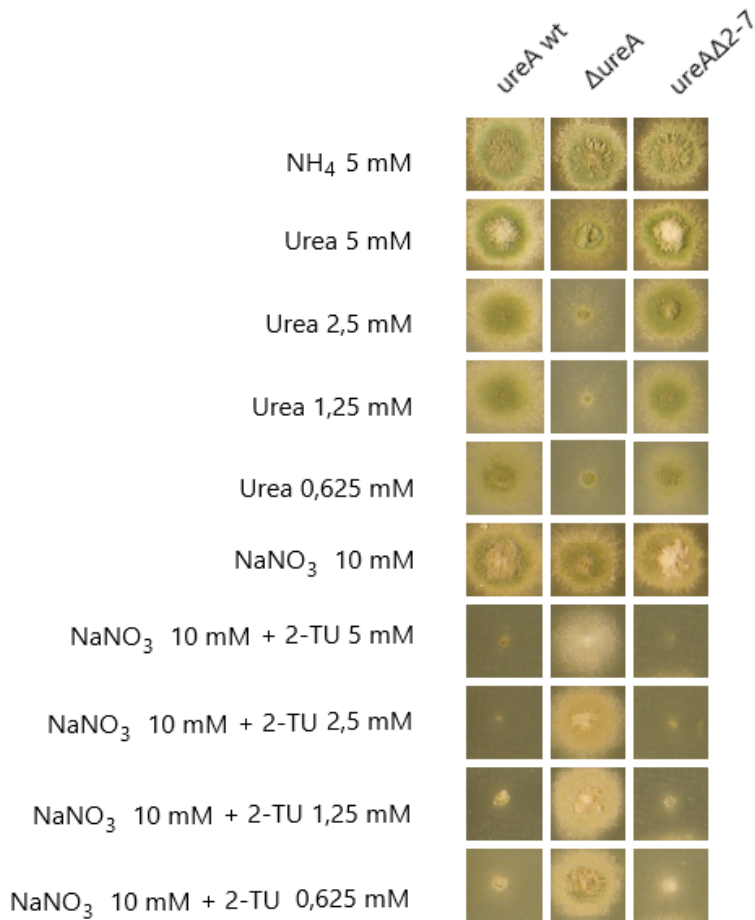 ureA wt ΔureA ureAΔ2-7
NH₄ 5 mM
Urea 5 mM
Urea 2,5 mM
Urea 1,25 mM
Urea 0,625 mM
NaNO₃ 10 mM
NaNO₃ 10 mM + 2-TU 5 mM
NaNO₃ 10 mM + 2-TU 2,5 mM
NaNO₃ 10 mM + 2-TU 1,25 mM
NaNO₃ 10 mM + 2-TU 0,625 mM